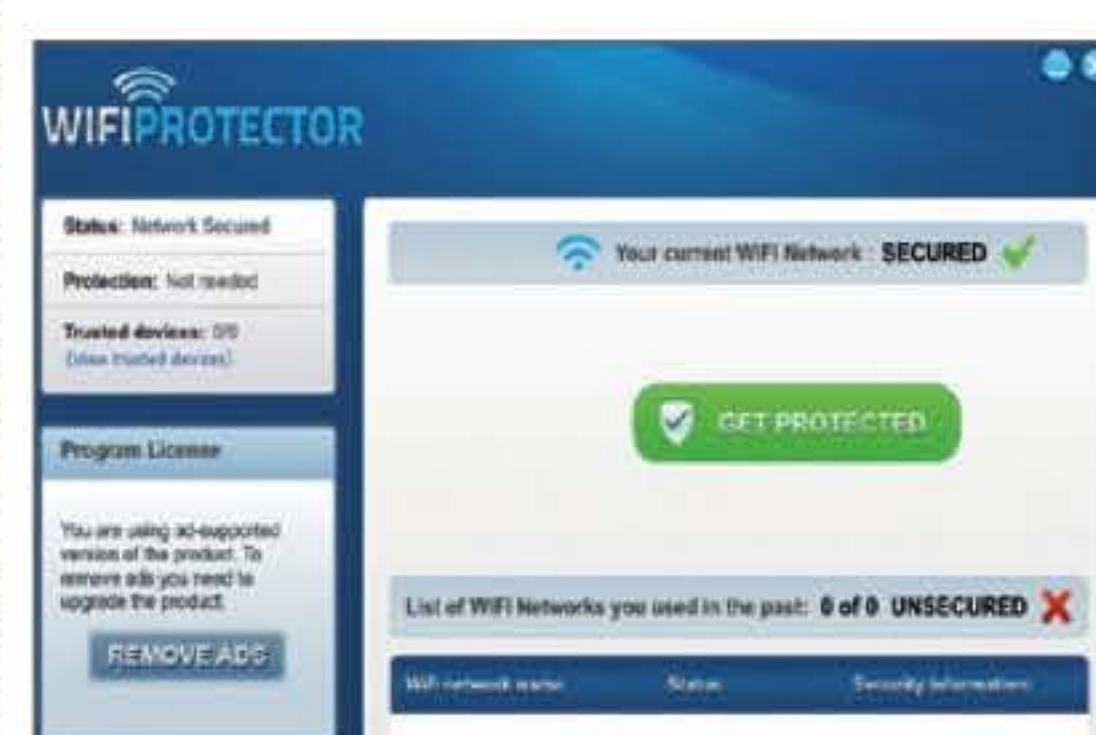 WIFIPROTECTOR
Status: Network Secured
Protection: Not needed
Trusted devices: 0/0
(view trusted devices)
Program License
You are using ad-supported
version of the product. To
remove ads you need to
upgrade the product.
REMOVE ADS
Your current WIFI Network : SECURED
GET PROTECTED
List of WIFI Networks you used in the past: 0 of 0 UNSECURED
Wifi network name Status Security information